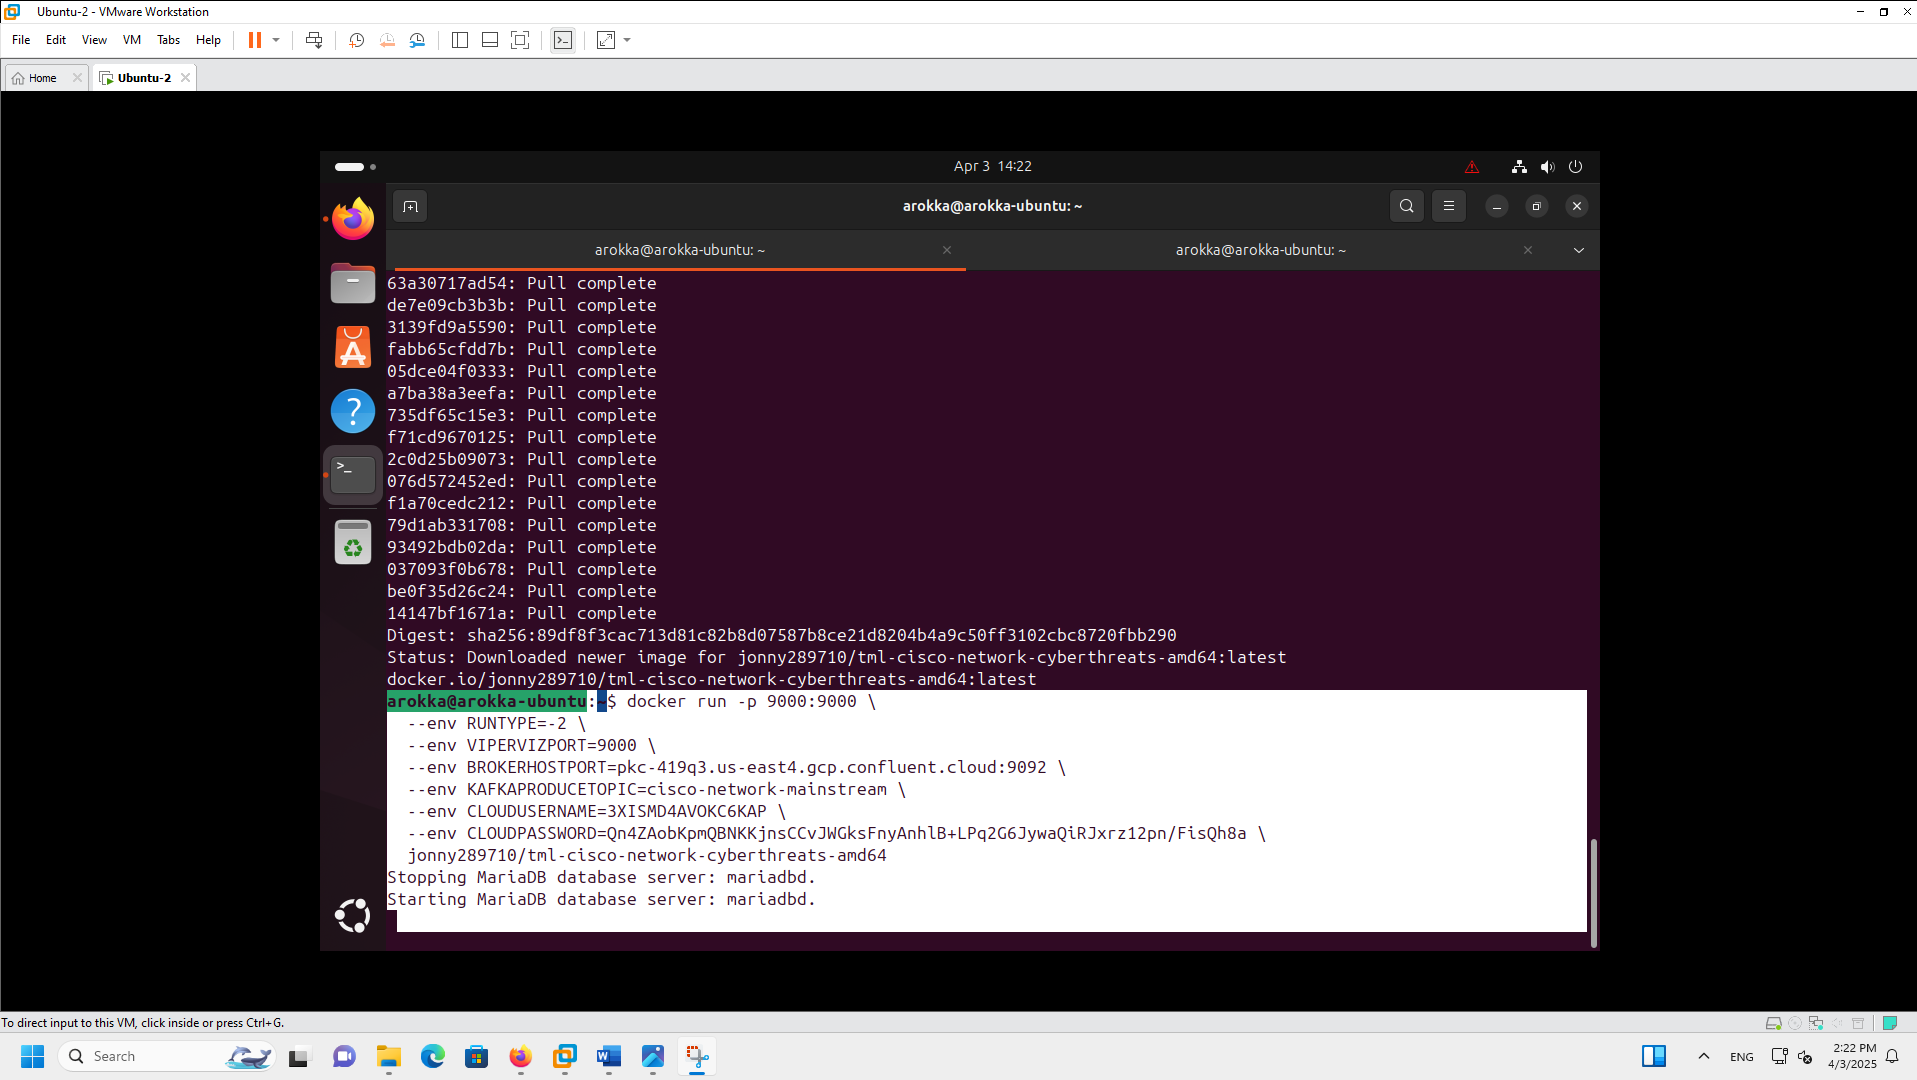 Ubuntu-2 - VMware Workstation
File Edit View VM Tabs Help
Home
Ubuntu-2
Apr 3 14:22
arokka@arokka-ubuntu: ~
arokka@arokka-ubuntu: ~
arokka@arokka-ubuntu: ~
63a30717ad54: Pull complete
de7e09cb3b3b: Pull complete
3139fd9a5590: Pull complete
fabb65cfdd7b: Pull complete
05dce04f0333: Pull complete
a7ba38a3eefa: Pull complete
735df65c15e3: Pull complete
f71cd9670125: Pull complete
2c0d25b09073: Pull complete
076d572452ed: Pull complete
f1a70cedc212: Pull complete
79d1ab331708: Pull complete
93492bdb02da: Pull complete
037093f0b678: Pull complete
be0f35d26c24: Pull complete
14147bf1671a: Pull complete
Digest: sha256:89df8f3cac713d81c82b8d07587b8ce21d8204b4a9c50ff3102cbc8720fbb290
Status: Downloaded newer image for jonny289710/tml-cisco-network-cyberthreats-amd64:latest
docker.io/jonny289710/tml-cisco-network-cyberthreats-amd64:latest
arokka@arokka-ubuntu:~$ docker run -p 9000:9000 \
--env RUNTYPE=-2 \
--env VIPERVIZPORT=9000 \
--env BROKERHOSTPORT=pkc-419q3.us-east4.gcp.confluent.cloud:9092 \
--env KAFKAPRODUCETOPIC=cisco-network-mainstream \
--env CLOUDUSERNAME=3XISMD4AVOKC6KAP \
--env CLOUDPASSWORD=Qn4ZAobKpmQBNKKjnsCCvJWGksFnyAnhlB+LPq2G6JywaQiRJxrz12pn/FisQh8a \
jonny289710/tml-cisco-network-cyberthreats-amd64
Stopping MariaDB database server: mariadbd.
Starting MariaDB database server: mariadbd.
To direct input to this VM, click inside or press Ctrl+G.
Search
ENG
2:22 PM
4/3/2025